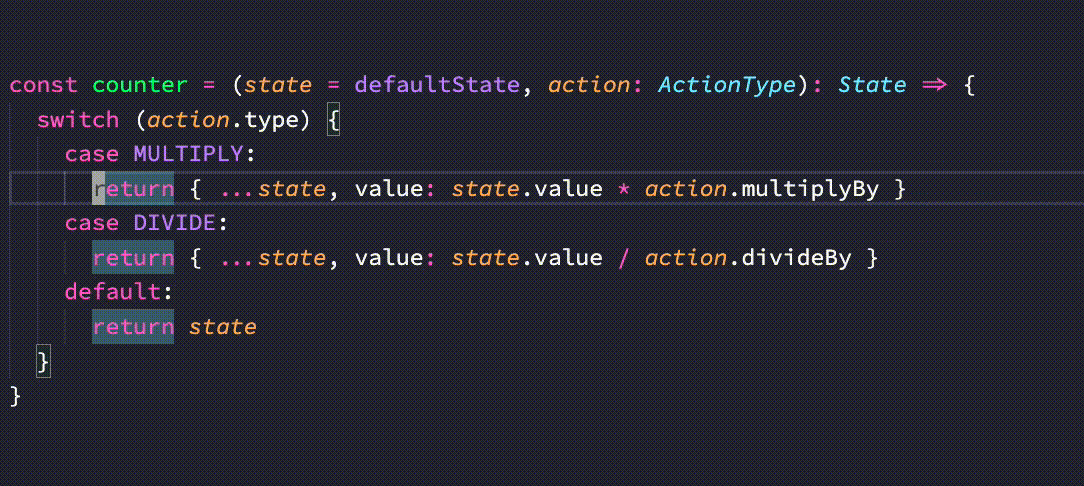 const counter = (state = defaultState, action: ActionType): State => {
  switch (action.type) {
    case MULTIPLY:
      return { ...state, value: state.value * action.multiplyBy }
    case DIVIDE:
      return { ...state, value: state.value / action.divideBy }
    default:
      return state
  }
}